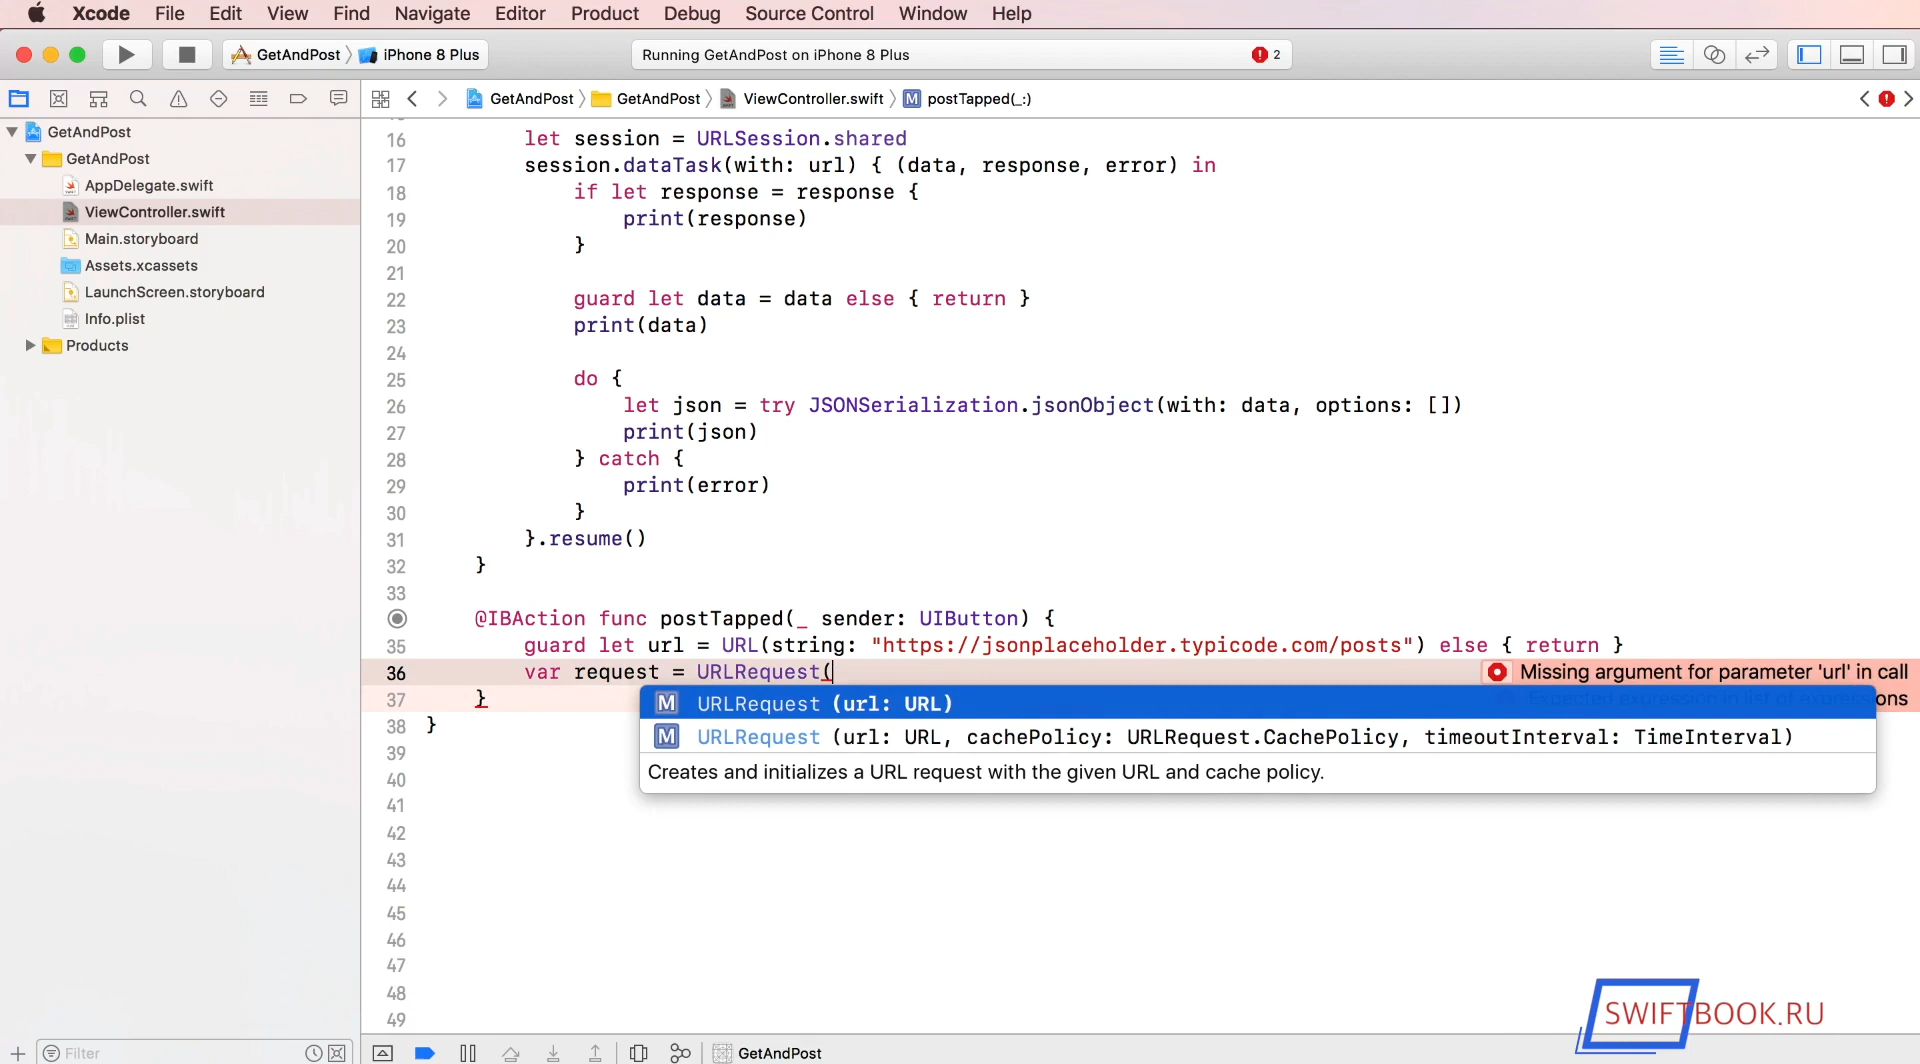 Xcode File Edit View Find Navigate Editor Product Debug Source Control Window Help
GetAndPost iPhone 8 Plus Running GetAndPost on iPhone 8 Plus 2
GetAndPost GetAndPost ViewController.swift M postTapped(_:)
GetAndPost
GetAndPost
AppDelegate.swift
ViewController.swift
Main.storyboard
Assets.xcassets
LaunchScreen.storyboard
Info.plist
Products
16 let session = URLSession.shared
17 session.dataTask(with: url) { (data, response, error) in
18 if let response = response {
19 print(response)
20 }
21
22 guard let data = data else { return }
23 print(data)
24
25 do {
26 let json = try JSONSerialization.jsonObject(with: data, options: [])
27 print(json)
28 } catch {
29 print(error)
30 }
31 }.resume()
32 }
33
@IBAction func postTapped(_ sender: UIButton) {
35 guard let url = URL(string: "https://jsonplaceholder.typicode.com/posts") else { return }
36 var request = URLRequest( Missing argument for parameter 'url' in call
37 } Expected expression in list of expressions
M URLRequest (url: URL)
38 }
M URLRequest (url: URL, cachePolicy: URLRequest.CachePolicy, timeoutInterval: TimeInterval)
39
Creates and initializes a URL request with the given URL and cache policy.
40
41
42
43
44
45
46
47
48
49
SWIFTBOOK.RU
Filter GetAndPost